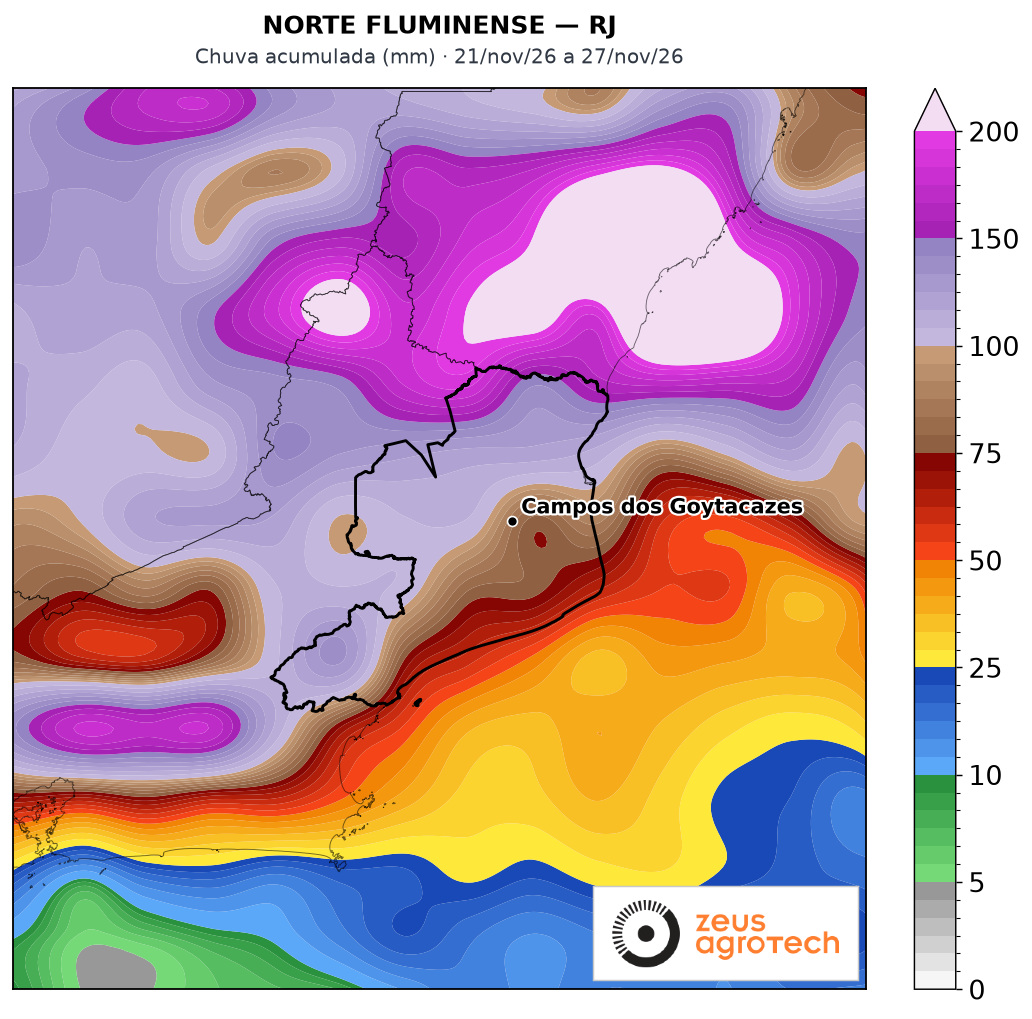 NORTE FLUMINENSE — RJ
Chuva acumulada (mm) · 21/nov/26 a 27/nov/26
200
150
100
75
50
25
10
5
0
Campos dos Goytacazes
zeus
agrotech